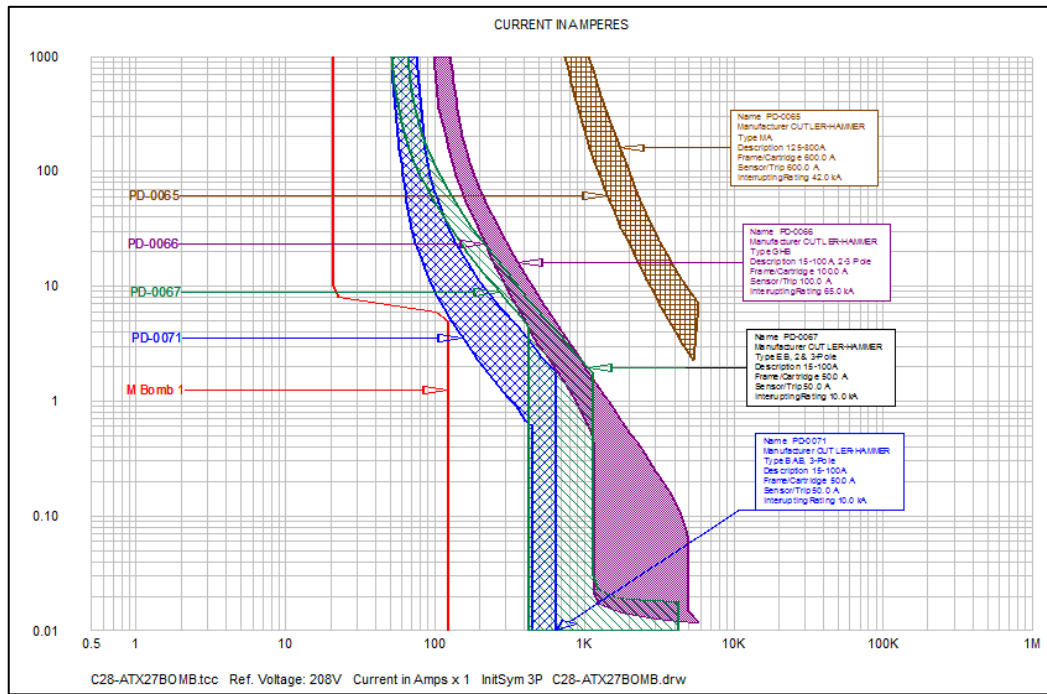 CURRENT IN AMPERES
1000
100
10
1
0.10
0.01
0.5 1 10 100 1K 10K 100K 1M
PD-0065
PD-0066
PD-0067
PD-0071
M Bomb 1
Name PD-0065
Manufacturer CUTLER-HAMMER
Type MA
Description 125-800A
Frame/Cartridge 600.0 A
Sensor/Trip 600.0 A
InterruptingRating 42.0 kA
Name PD-0066
Manufacturer CUTLER-HAMMER
Type GHB
Description 15-100A, 2-3 Pole
Frame/Cartridge 100.0 A
Sensor/Trip 100.0 A
InterruptingRating 65.0 kA
Name PD-0067
Manufacturer CUTLER-HAMMER
Type EB, 2& 3-Pole
Description 15-100A
Frame/Cartridge 50.0 A
Sensor/Trip 50.0 A
InterruptingRating 10.0 kA
Name PD-0071
Manufacturer CUTLER-HAMMER
Type BAB, 3-Pole
Description 15-100A
Frame/Cartridge 50.0 A
Sensor/Trip 50.0 A
InterruptingRating 10.0 kA
C28-ATX27BOMB.tcc Ref. Voltage: 208V Current in Amps x 1 InitSym 3P C28-ATX27BOMB.drw